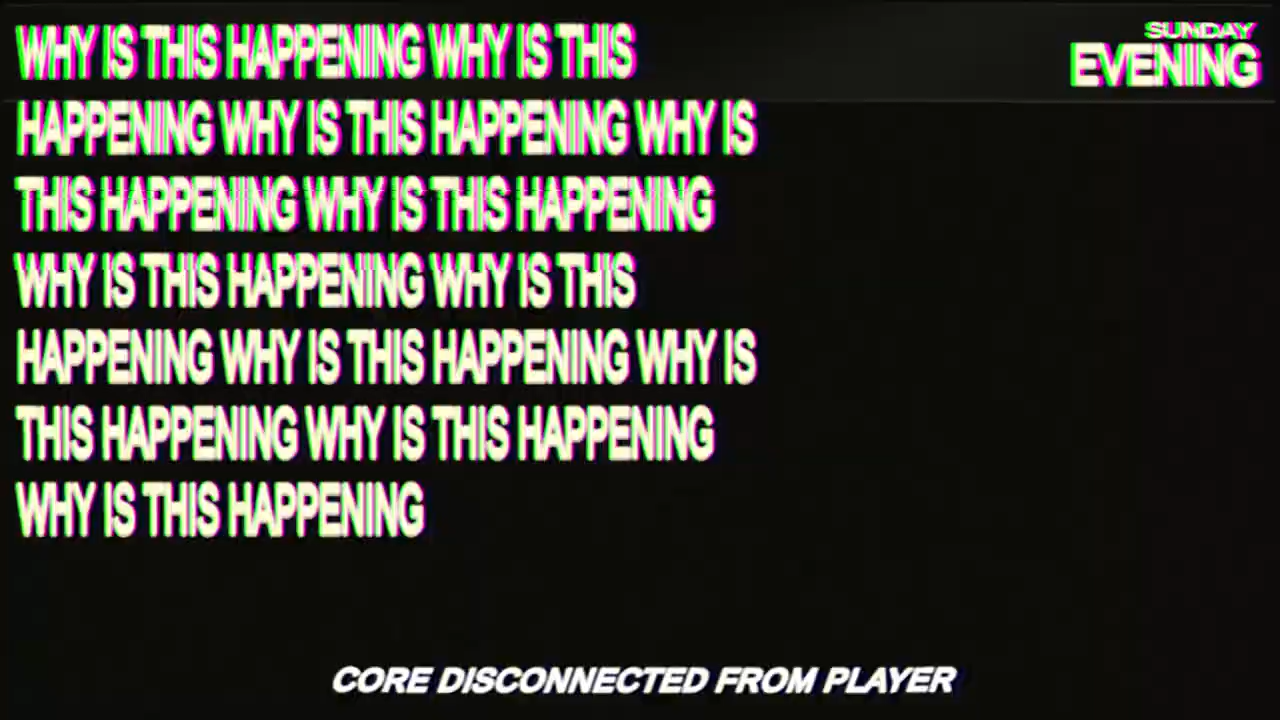 WHY IS THIS HAPPENING WHY IS THIS
HAPPENING WHY IS THIS HAPPENING WHY IS
THIS HAPPENING WHY IS THIS HAPPENING
WHY IS THIS HAPPENING WHY IS THIS
HAPPENING WHY IS THIS HAPPENING WHY IS
THIS HAPPENING WHY IS THIS HAPPENING
WHY IS THIS HAPPENING
SUNDAY
EVENING
CORE DISCONNECTED FROM PLAYER